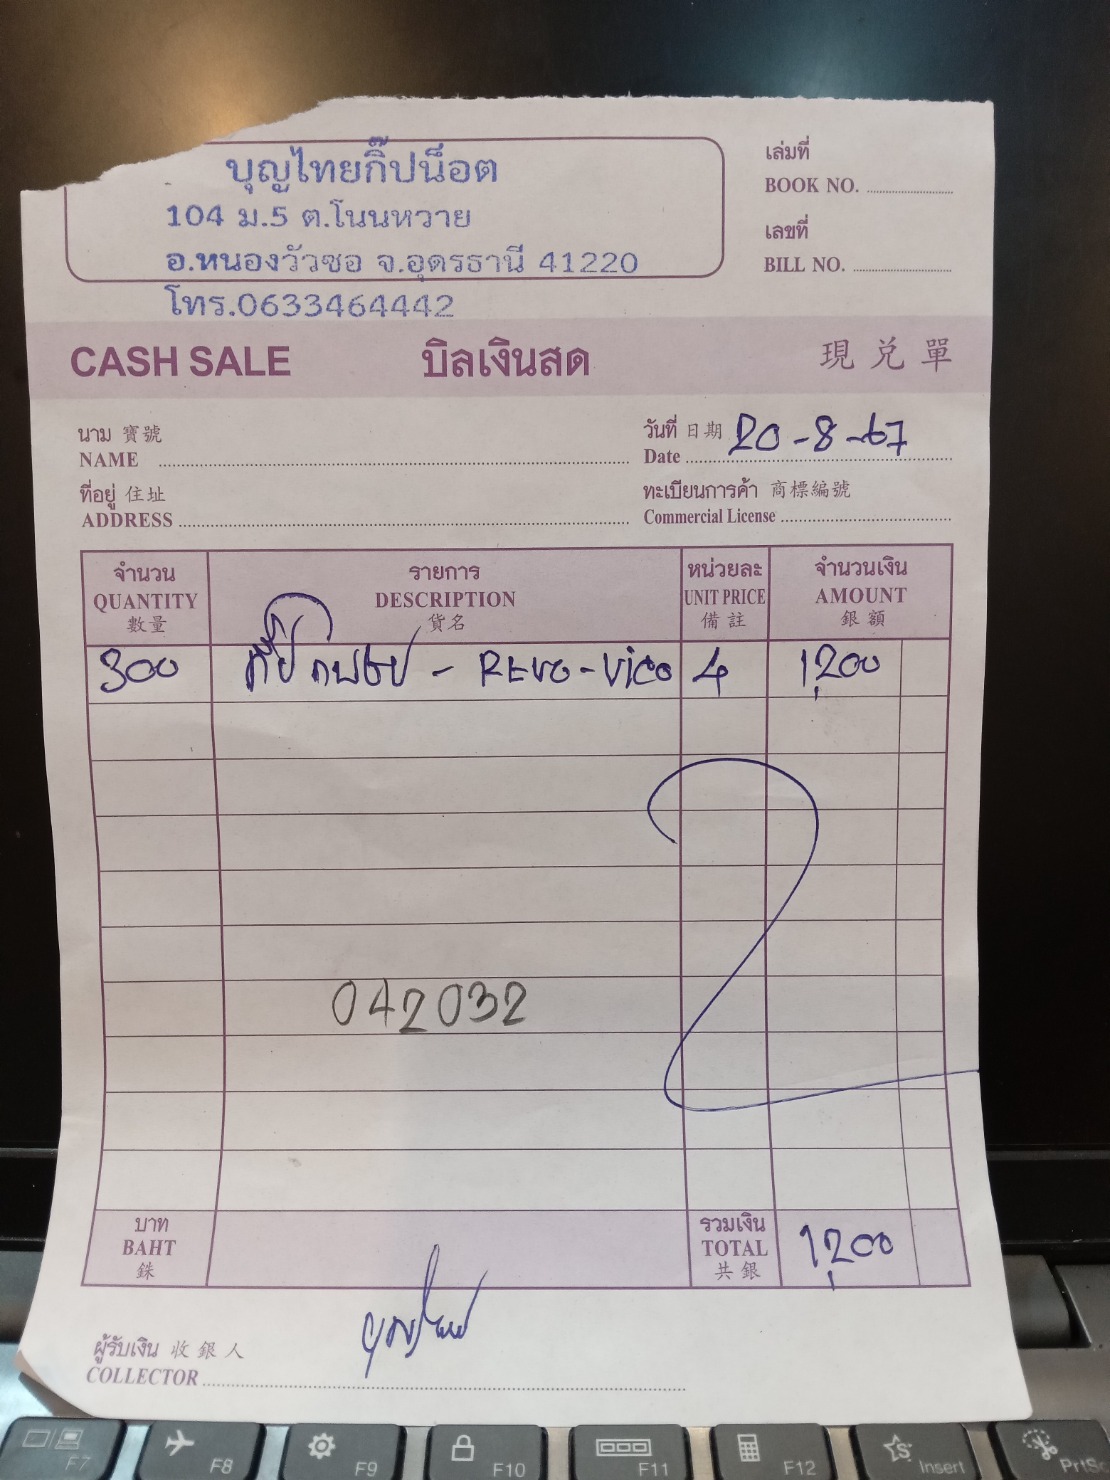 บุญไทยกิ๊ปน็อต
104 ม.5 ต.โนนหวาย
อ.หนองวัวซอ จ.อุดรธานี 41220
โทร.0633464442
เล่มที่
BOOK NO.
เลขที่
BILL NO.
CASH SALE บิลเงินสด 現兌單
นาม 寶號
NAME
วันที่ 日期 20-8-67
Date
ที่อยู่ 住址
ADDRESS
ทะเบียนการค้า 商標編號
Commercial License
จำนวน รายการ หน่วยละ จำนวนเงิน
QUANTITY DESCRIPTION UNIT PRICE AMOUNT
數量 貨名 備註 銀額
300 กิ๊ป - REVO - Vico 4 1,200
042032
บาท รวมเงิน
BAHT TOTAL 1,200
銖 共銀
บุญไทย
ผู้รับเงิน 收銀人
COLLECTOR
F7 F8 F9 F10 F11 F12 Insert PrtSc